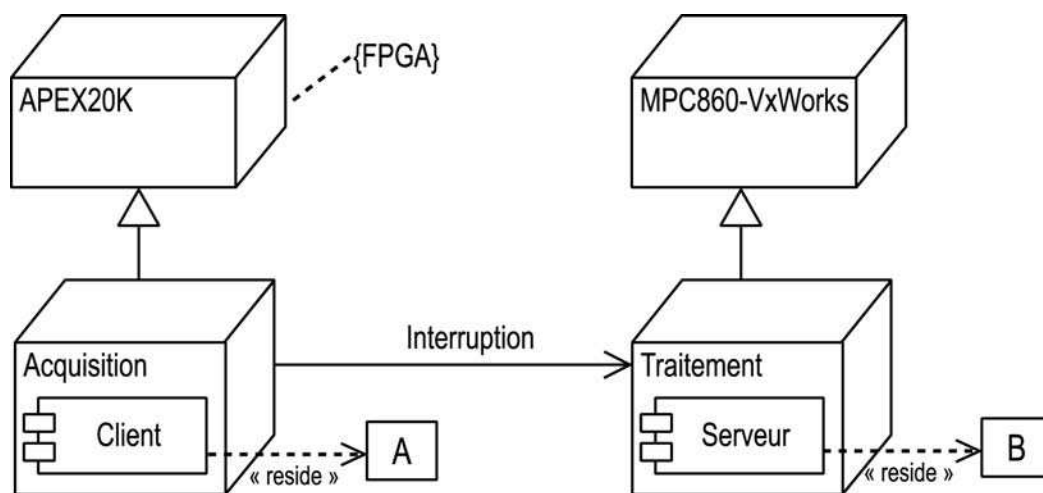 APEX20K
{FPGA}
MPC860-VxWorks
Acquisition
Interruption
Traitement
Client
A
« reside »
Serveur
B
« reside »